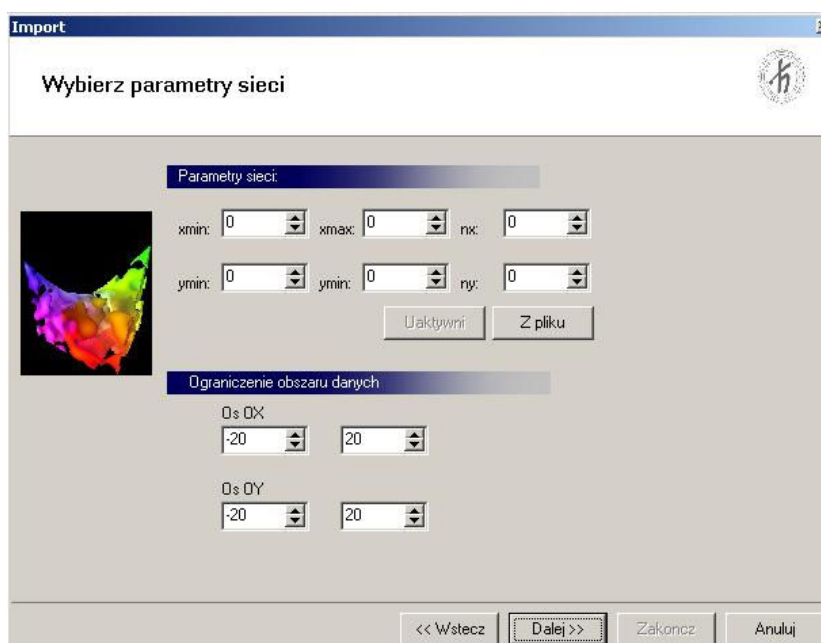 Import
Wybierz parametry sieci
Parametry sieci:
xmin: 0 xmax: 0 nx: 0
ymin: 0 ymin: 0 ny: 0
Uaktywni Z pliku
Ograniczenie obszaru danych
Os OX
-20 20
Os OY
-20 20
<< Wstecz Dalej >> Zakoncz Anuluj